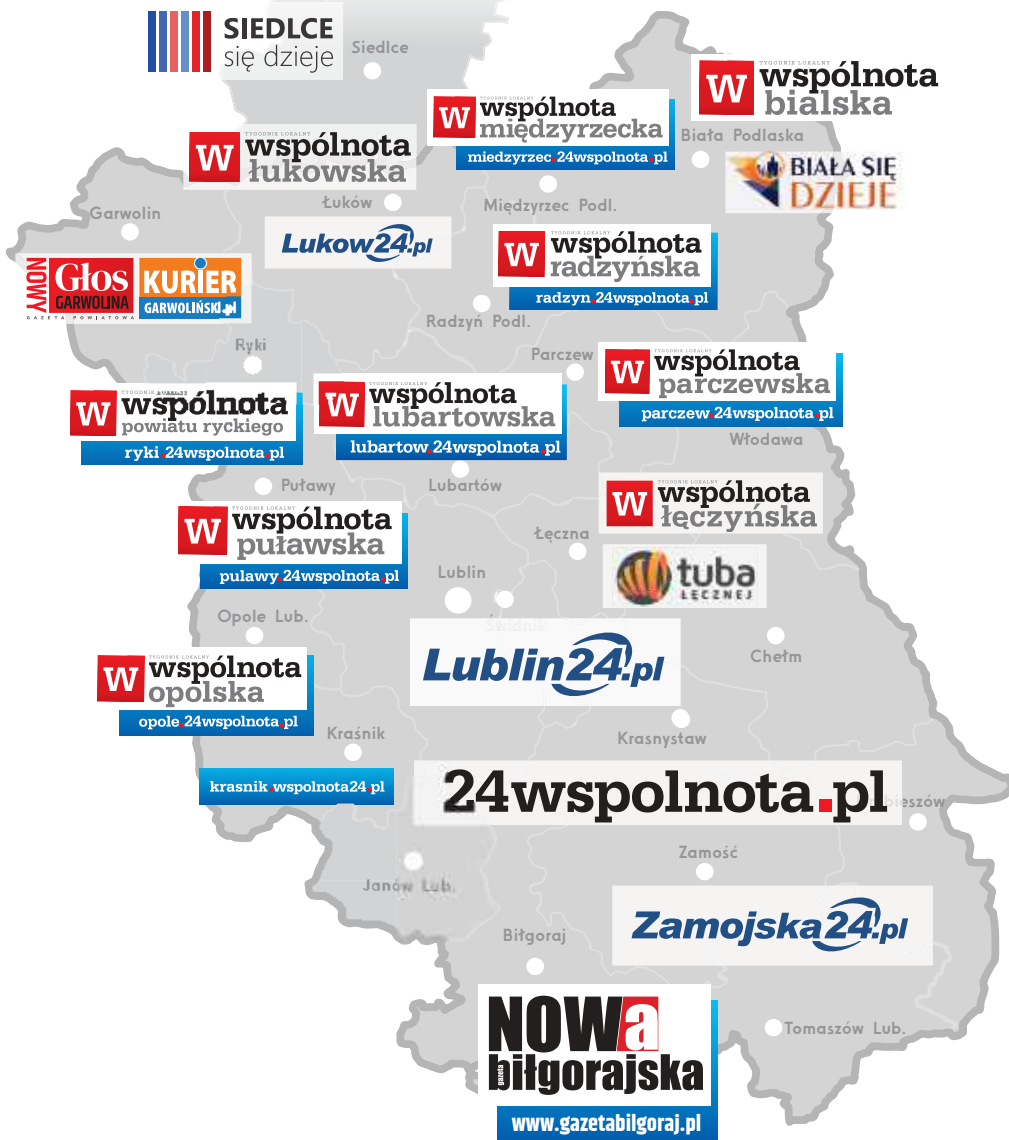 SIEDLCE
się dzieje
Siedlce
TYGODNIK LOKALNY
W wspólnota
bialska
TYGODNIK LOKALNY
W wspólnota
międzyrzecka
miedzyrzec.24wspolnota.pl
Biała Podlaska
TYGODNIK LOKALNY
W wspólnota
łukowska
BIAŁA SIĘ
DZIEJE
Łuków
Międzyrzec Podl.
Garwolin
Lukow24.pl
TYGODNIK LOKALNY
W wspólnota
radzyńska
radzyn.24wspolnota.pl
NOWY
Głos
GARWOLINA
GAZETA POWIATOWA
KURIER
GARWOLIŃSKI.pl
Radzyń Podl.
Ryki
Parczew
TYGODNIK LOKALNY
W wspólnota
parczewska
parczew.24wspolnota.pl
TYGODNIK LOKALNY
W wspólnota
lubartowska
lubartow.24wspolnota.pl
W wspólnota
powiatu ryckiego
ryki.24wspolnota.pl
Włodawa
Puławy
Lubartów
TYGODNIK LOKALNY
W wspólnota
łęczyńska
TYGODNIK LOKALNY
W wspólnota
puławska
pulawy.24wspolnota.pl
Łęczna
tuba
ŁĘCZNEJ
Lublin
Świdnik
Opole Lub.
Lublin24.pl
Chełm
TYGODNIK LOKALNY
W wspólnota
opolska
opole.24wspolnota.pl
Kraśnik
Krasnystaw
krasnik.wspolnota24.pl
24wspolnota.pl
bieszów
Zamość
Janów Lub.
Zamojska24.pl
Biłgoraj
NOWa
gazeta
biłgorajska
www.gazetabilgoraj.pl
Tomaszów Lub.